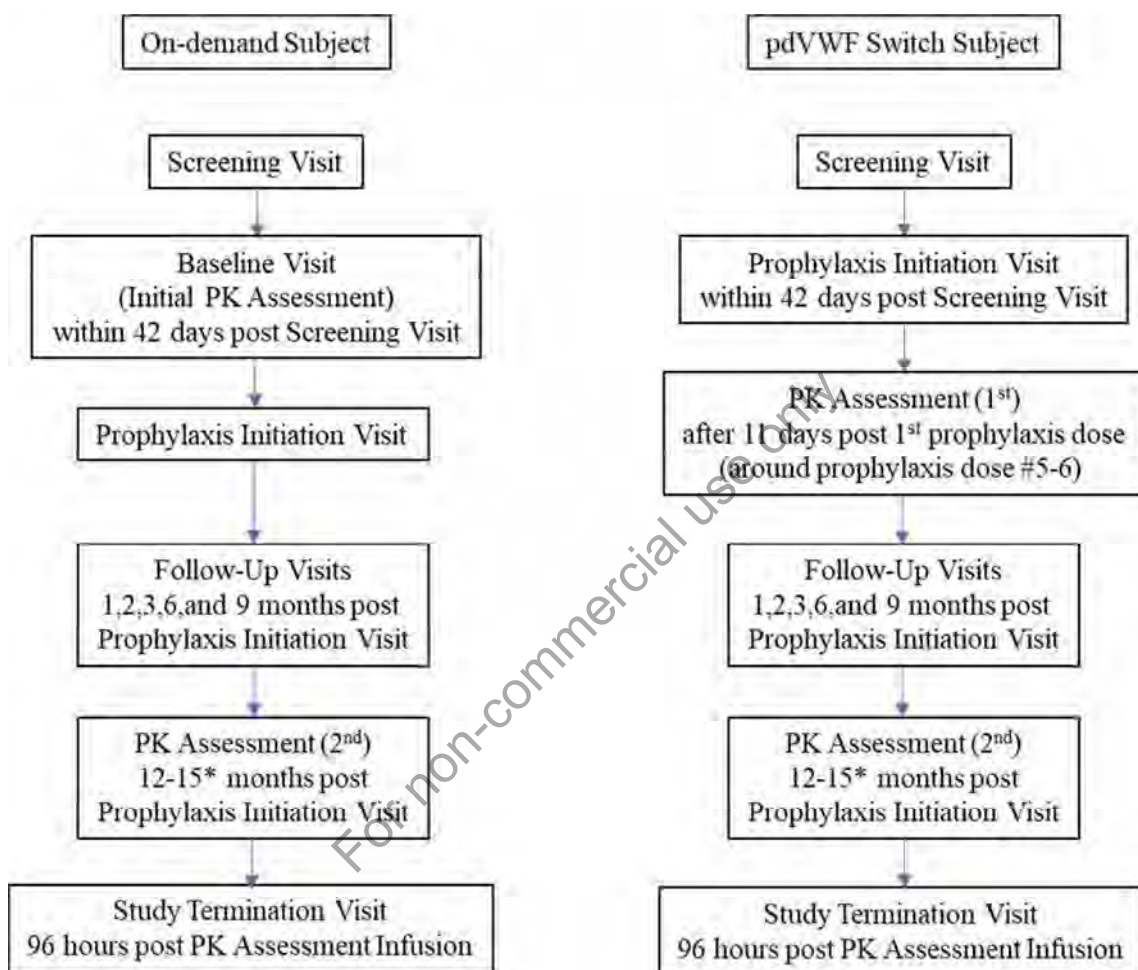 On-demand Subject
Screening Visit
Baseline Visit
(Initial PK Assessment)
within 42 days post Screening Visit
Prophylaxis Initiation Visit
Follow-Up Visits
1,2,3,6,and 9 months post
Prophylaxis Initiation Visit
PK Assessment (2nd)
12-15* months post
Prophylaxis Initiation Visit
Study Termination Visit
96 hours post PK Assessment Infusion
pdVWF Switch Subject
Screening Visit
Prophylaxis Initiation Visit
within 42 days post Screening Visit
PK Assessment (1st)
after 11 days post 1st prophylaxis dose
(around prophylaxis dose #5-6)
Follow-Up Visits
1,2,3,6,and 9 months post
Prophylaxis Initiation Visit
PK Assessment (2nd)
12-15* months post
Prophylaxis Initiation Visit
Study Termination Visit
96 hours post PK Assessment Infusion
For non-commercial use only